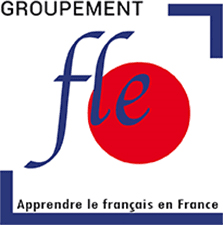 GROUPEMENT
fle
Apprendre le français en France